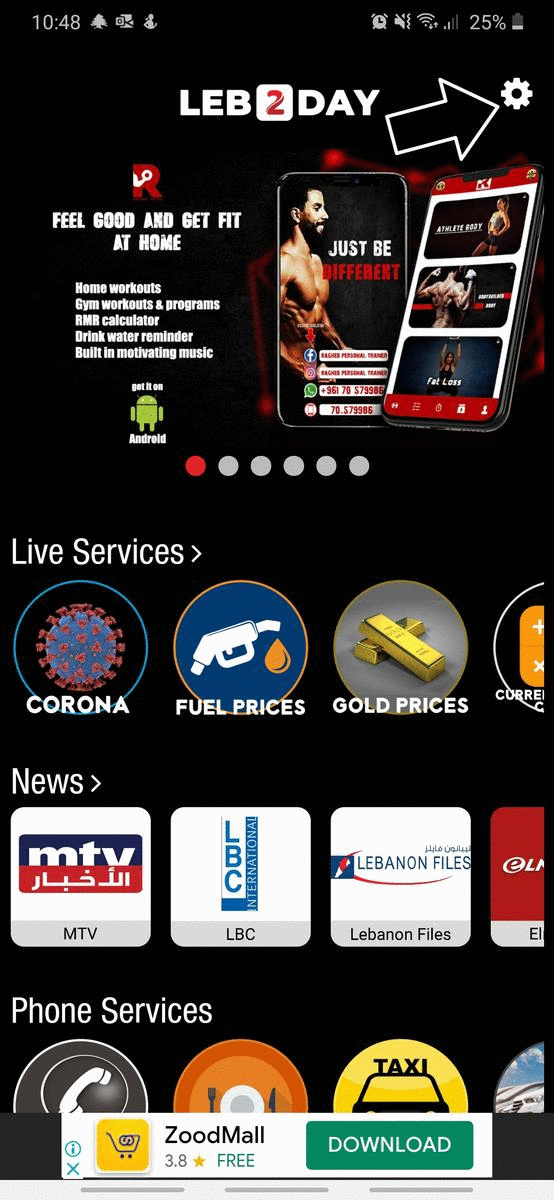 10:48
25%
LEB2DAY
R
FEEL GOOD AND GET FIT
AT HOME
Home workouts
Gym workouts & programs
RMR calculator
Drink water reminder
Built in motivating music
get it on
Android
JUST BE
DIFFERENT
RAGHEB PERSONAL TRAINER
RAGHEB PERSONAL TRAINER
+961 70 579986
70.579986
ATHLETE BODY
BODYBUILDER
BODY
Fat Loss
Live Services >
CORONA
FUEL PRICES
GOLD PRICES
CURRE
C
News >
mtv
الأخبار
LBC
INTERNATIONAL
ليبانون فايلز
LEBANON FILES
eLN
MTV
LBC
Lebanon Files
El
Phone Services
TAXI
ZoodMall
3.8 ★ FREE
DOWNLOAD